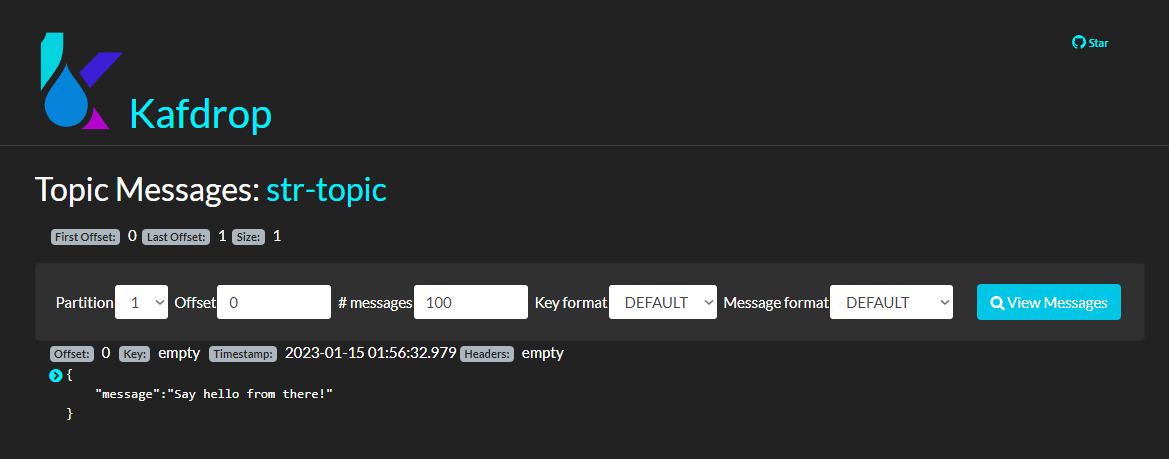 Star
Kafdrop
Topic Messages: str-topic
First Offset: 0 Last Offset: 1 Size: 1
Partition 1 Offset 0 # messages 100 Key format DEFAULT Message format DEFAULT View Messages
Offset: 0 Key: empty Timestamp: 2023-01-15 01:56:32.979 Headers: empty
{
"message":"Say hello from there!"
}